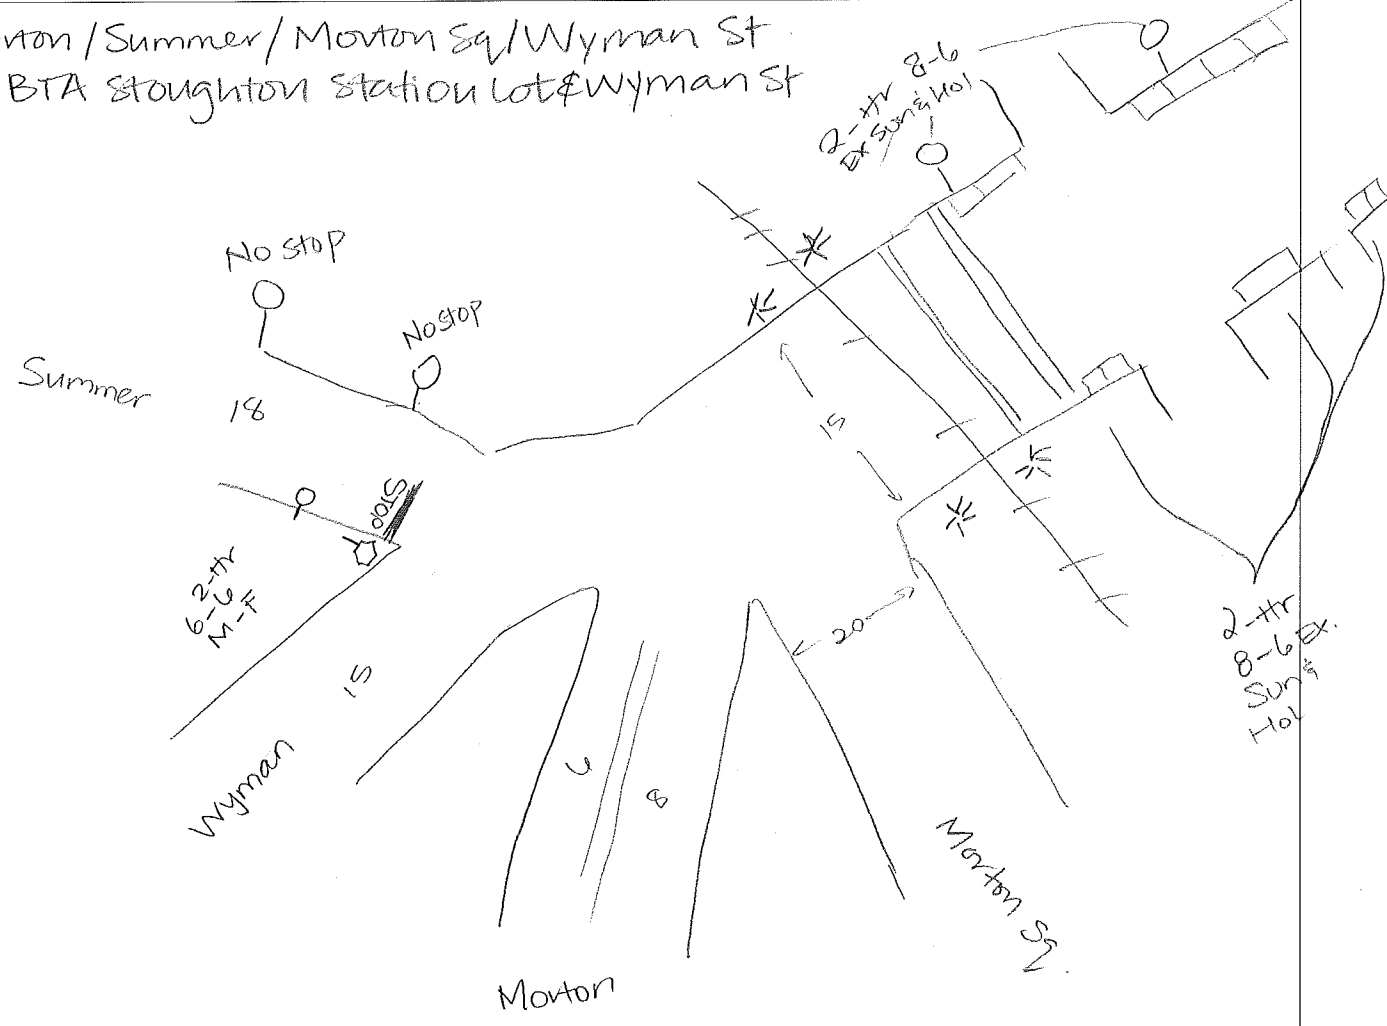 rton/Summer/Morton Sq/Wyman St
BTA Stoughton Station Lot & Wyman St
2-Hr 8-6
Ex Sun & Hol
No stop
No stop
Summer
18
STOP
2-Hr
6-6
M-F
15
15
20
2-Hr
8-6 Ex.
Sun &
Hol
Wyman
6
8
Morton Sq.
Morton